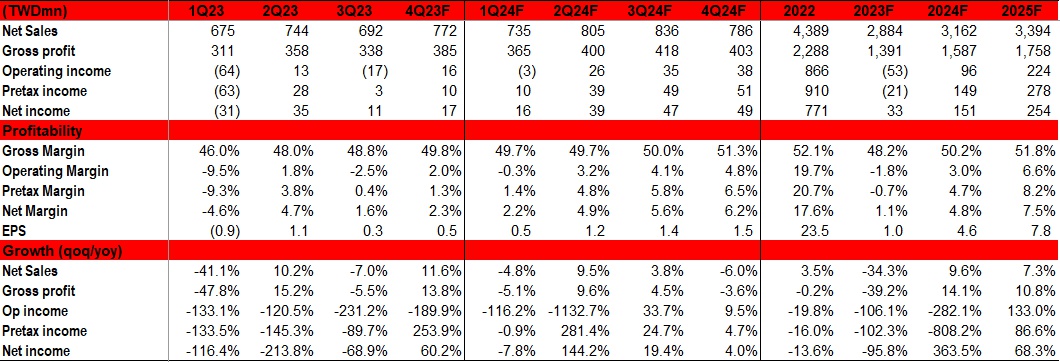 (TWDmn) 1Q23 2Q23 3Q23 4Q23F 1Q24F 2Q24F 3Q24F 4Q24F 2022 2023F 2024F 2025F
Net Sales 675 744 692 772 735 805 836 786 4,389 2,884 3,162 3,394
Gross profit 311 358 338 385 365 400 418 403 2,288 1,391 1,587 1,758
Operating income (64) 13 (17) 16 (3) 26 35 38 866 (53) 96 224
Pretax income (63) 28 3 10 10 39 49 51 910 (21) 149 278
Net income (31) 35 11 17 16 39 47 49 771 33 151 254
Profitability
Gross Margin 46.0% 48.0% 48.8% 49.8% 49.7% 49.7% 50.0% 51.3% 52.1% 48.2% 50.2% 51.8%
Operating Margin -9.5% 1.8% -2.5% 2.0% -0.3% 3.2% 4.1% 4.8% 19.7% -1.8% 3.0% 6.6%
Pretax Margin -9.3% 3.8% 0.4% 1.3% 1.4% 4.8% 5.8% 6.5% 20.7% -0.7% 4.7% 8.2%
Net Margin -4.6% 4.7% 1.6% 2.3% 2.2% 4.9% 5.6% 6.2% 17.6% 1.1% 4.8% 7.5%
EPS (0.9) 1.1 0.3 0.5 0.5 1.2 1.4 1.5 23.5 1.0 4.6 7.8
Growth (qoq/yoy)
Net Sales -41.1% 10.2% -7.0% 11.6% -4.8% 9.5% 3.8% -6.0% 3.5% -34.3% 9.6% 7.3%
Gross profit -47.8% 15.2% -5.5% 13.8% -5.1% 9.6% 4.5% -3.6% -0.2% -39.2% 14.1% 10.8%
Op income -133.1% -120.5% -231.2% -189.9% -116.2% -1132.7% 33.7% 9.5% -19.8% -106.1% -282.1% 133.0%
Pretax income -133.5% -145.3% -89.7% 253.9% -0.9% 281.4% 24.7% 4.7% -16.0% -102.3% -808.2% 86.6%
Net income -116.4% -213.8% -68.9% 60.2% -7.8% 144.2% 19.4% 4.0% -13.6% -95.8% 363.5% 68.3%